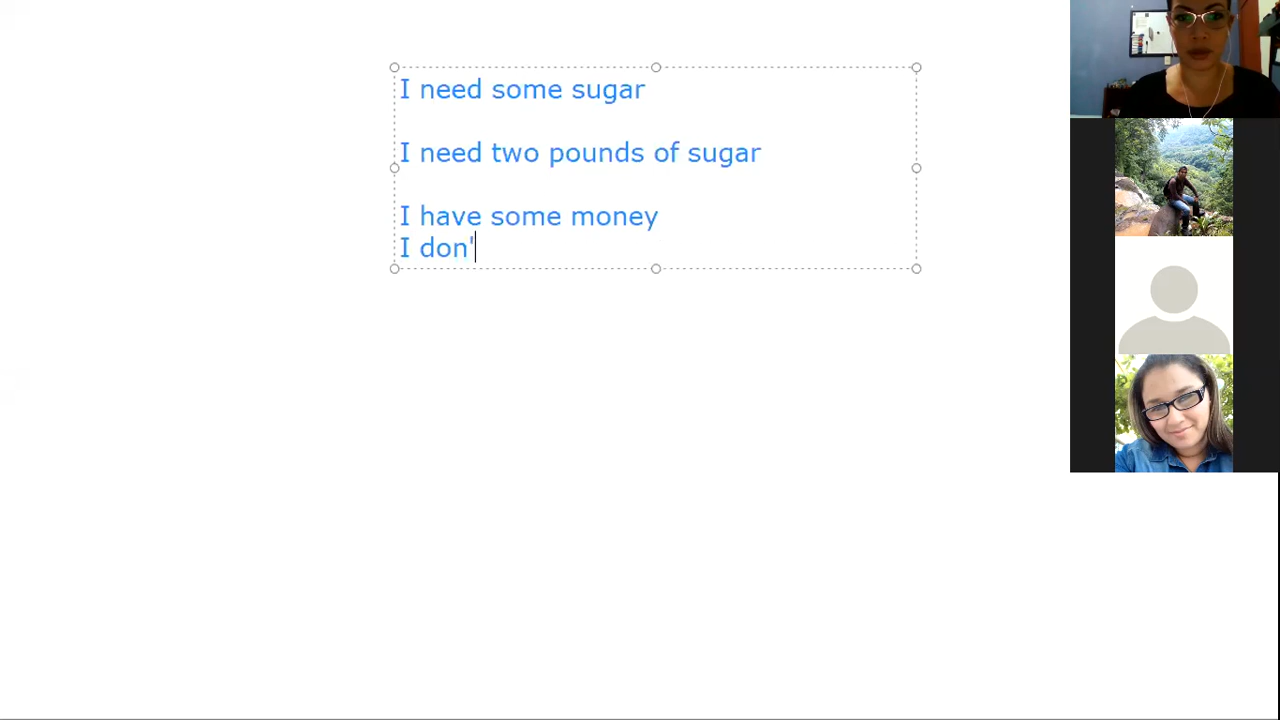 I need some sugar
I need two pounds of sugar
I have some money
I don'